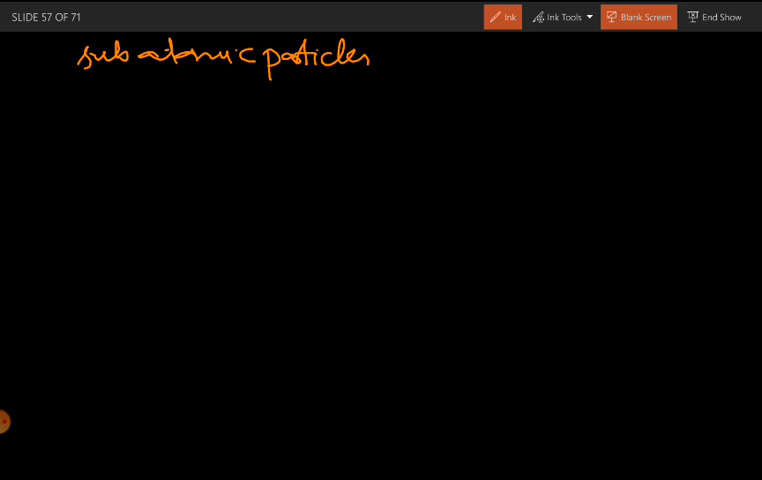 SLIDE 57 OF 71 Ink Ink Tools Blank Screen End Show
sub atomic particles